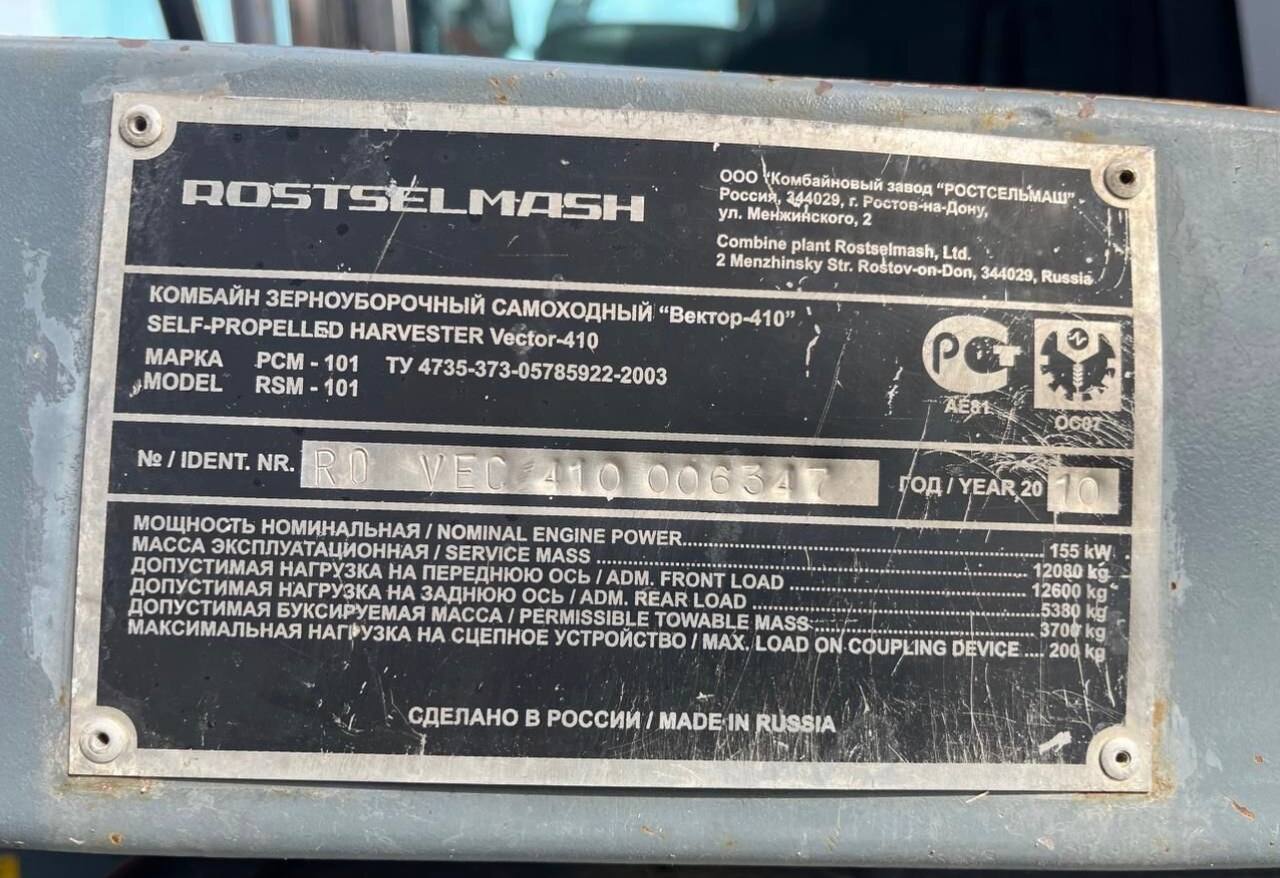 ROSTSELMASH
ООО "Комбайновый завод "РОСТСЕЛЬМАШ"
Россия, 344029, г. Ростов-на-Дону,
ул. Менжинского, 2
Combine plant Rostselmash, Ltd.
2 Menzhinsky Str. Rostov-on-Don, 344029, Russia
КОМБАЙН ЗЕРНОУБОРОЧНЫЙ САМОХОДНЫЙ "Вектор-410"
SELF-PROPELLED HARVESTER Vector-410
МАРКА РСМ - 101 ТУ 4735-373-05785922-2003
MODEL RSM - 101
РСТ
АЕ81
ОС07
№ / IDENT. NR. R0 VEC 410 006347 ГОД / YEAR 20 10
МОЩНОСТЬ НОМИНАЛЬНАЯ / NOMINAL ENGINE POWER 155 kW
МАССА ЭКСПЛУАТАЦИОННАЯ / SERVICE MASS 12080 kg
ДОПУСТИМАЯ НАГРУЗКА НА ПЕРЕДНЮЮ ОСЬ / ADM. FRONT LOAD 12600 kg
ДОПУСТИМАЯ НАГРУЗКА НА ЗАДНЮЮ ОСЬ / ADM. REAR LOAD 5380 kg
ДОПУСТИМАЯ БУКСИРУЕМАЯ МАССА / PERMISSIBLE TOWABLE MASS 3700 kg
МАКСИМАЛЬНАЯ НАГРУЗКА НА СЦЕПНОЕ УСТРОЙСТВО / MAX. LOAD ON COUPLING DEVICE .... 200 kg
СДЕЛАНО В РОССИИ / MADE IN RUSSIA